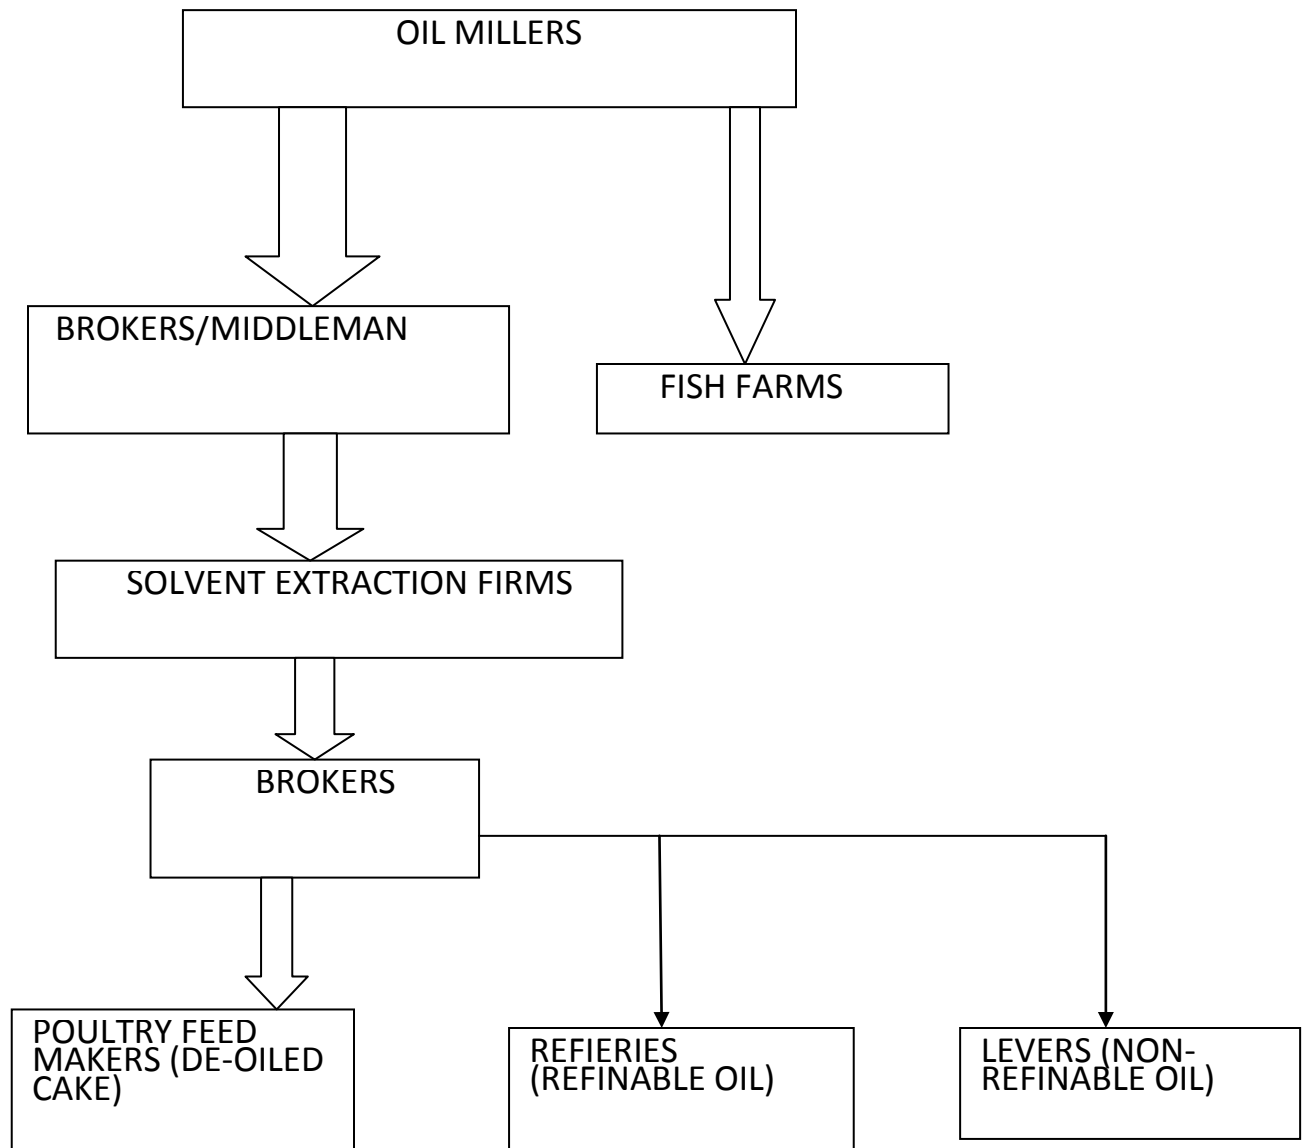 OIL MILLERS
BROKERS/MIDDLEMAN
FISH FARMS
SOLVENT EXTRACTION FIRMS
BROKERS
POULTRY FEED
MAKERS (DE-OILED
CAKE)
REFIERIES
(REFINABLE OIL)
LEVERS (NON-
REFINABLE OIL)